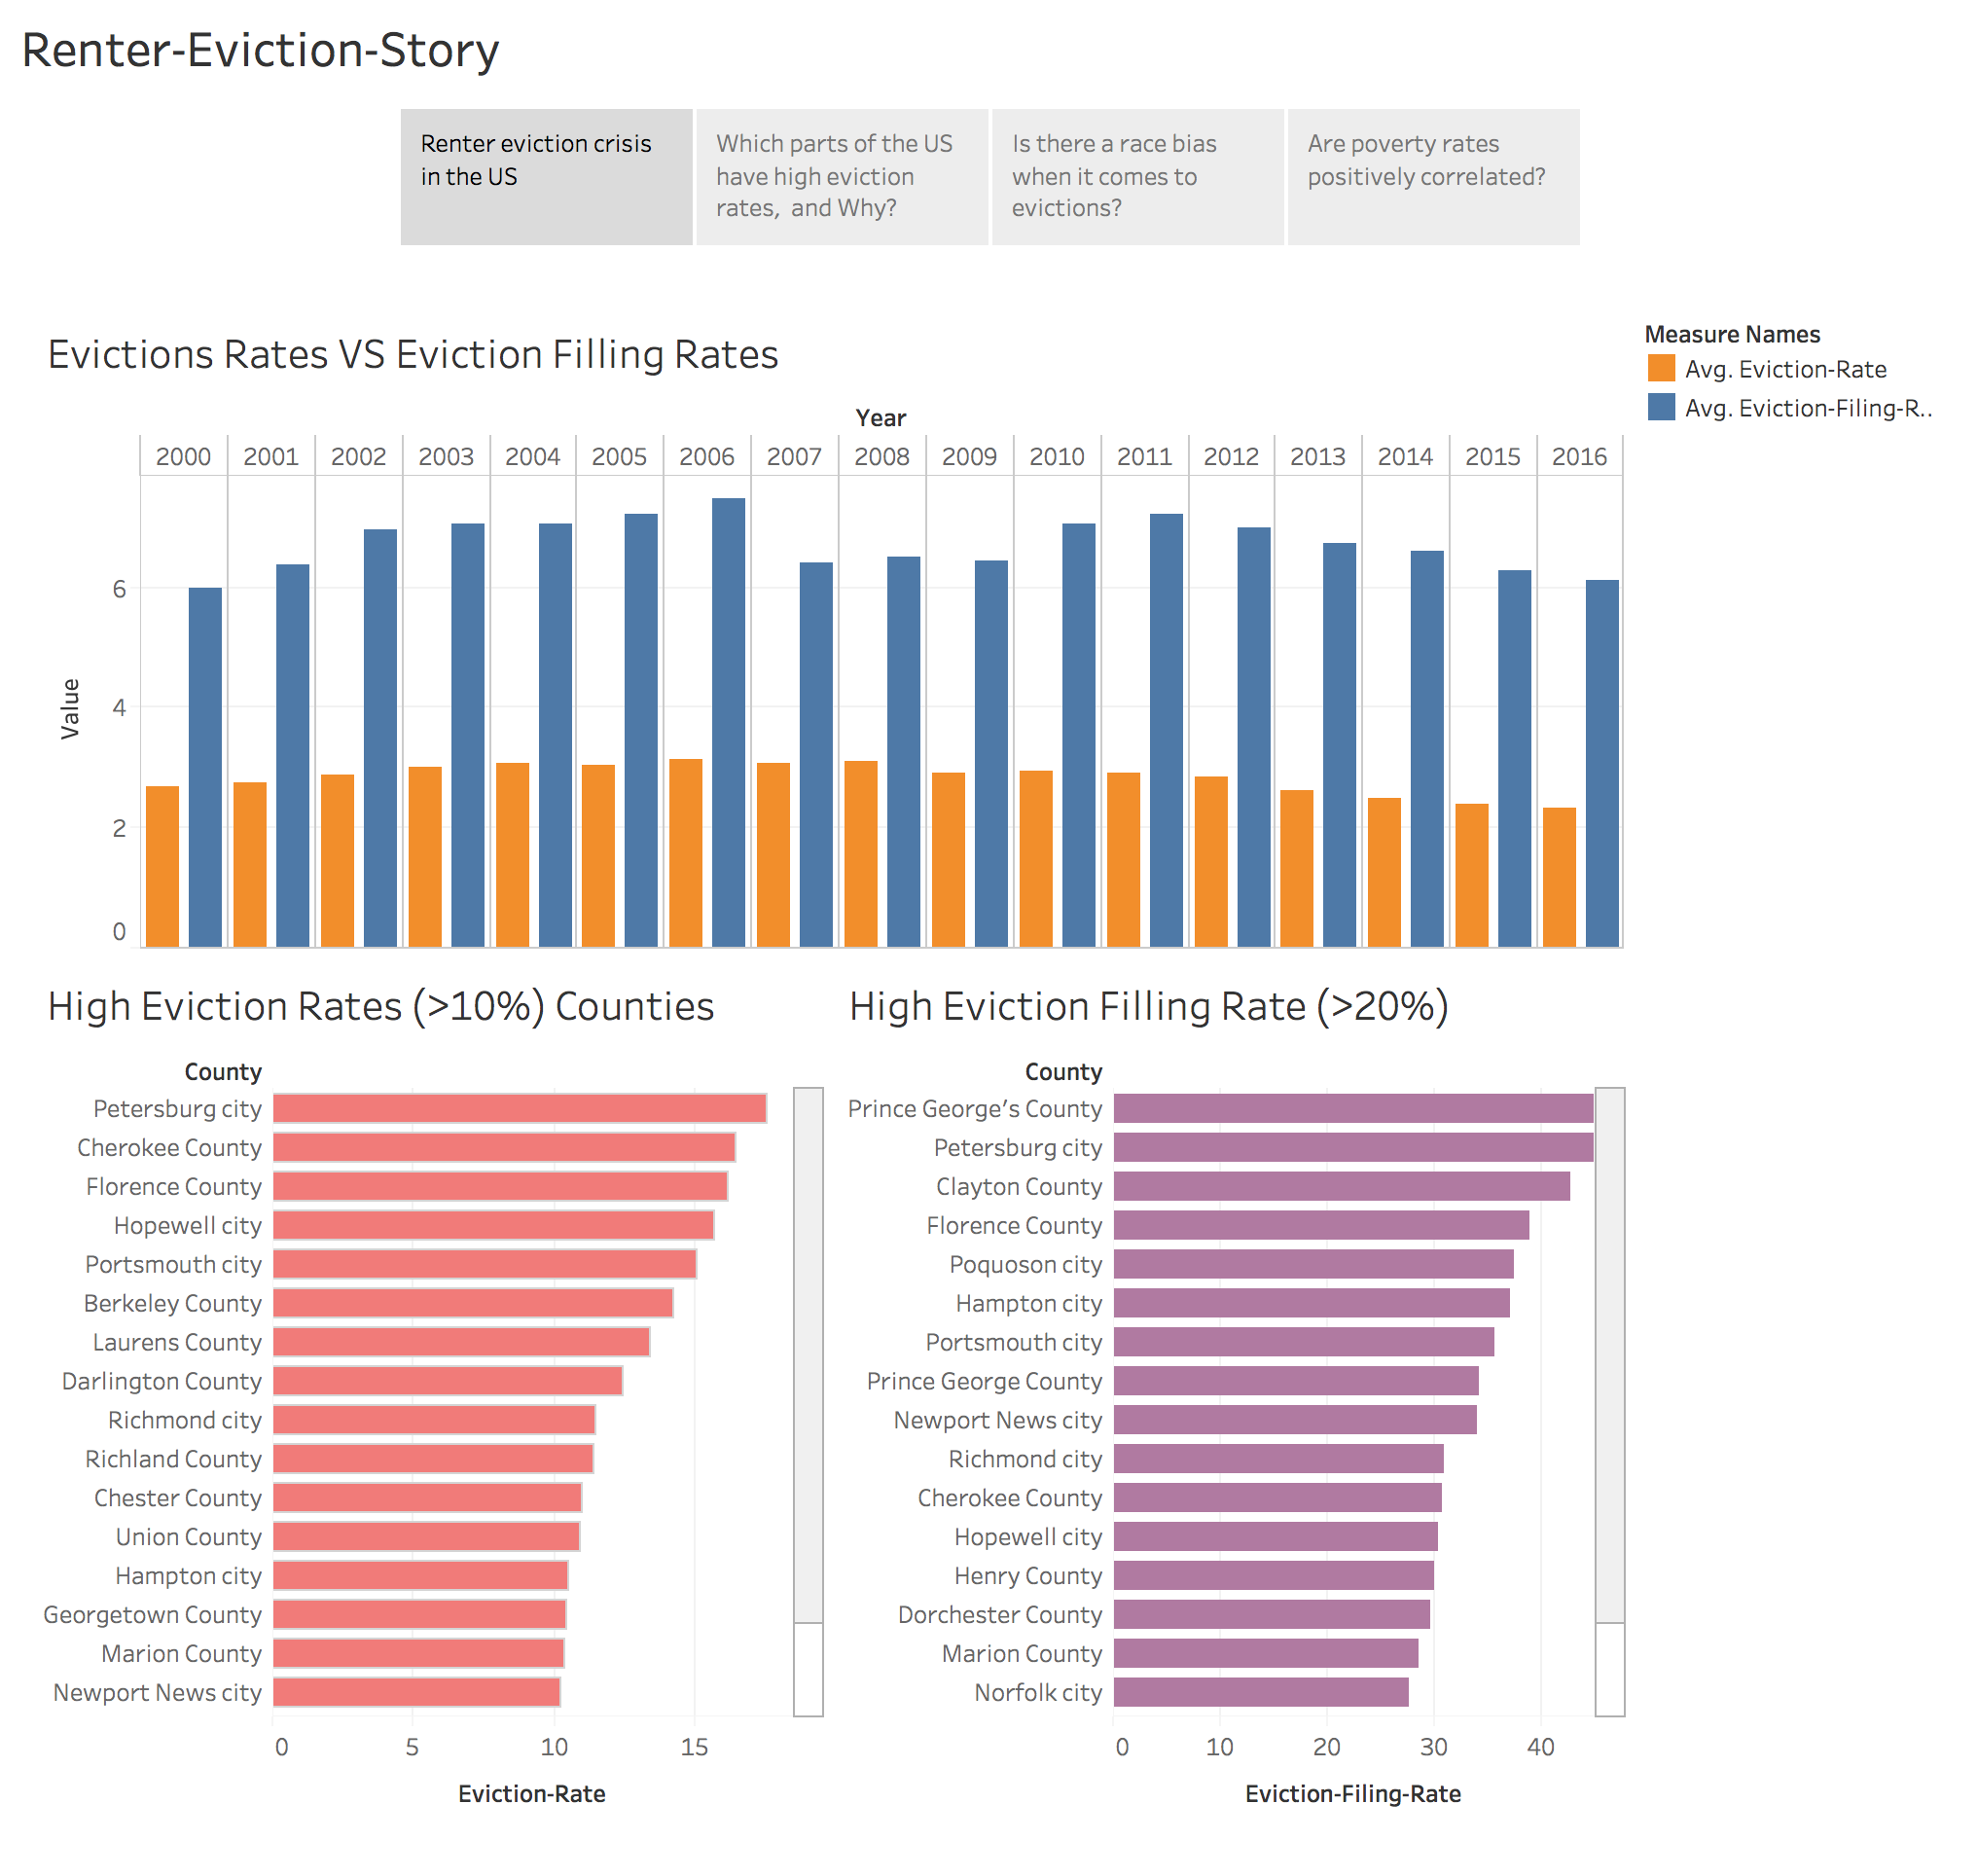 Renter-Eviction-Story
Renter eviction crisis
in the US
Which parts of the US
have high eviction
rates,  and Why?
Is there a race bias
when it comes to
evictions?
Are poverty rates
positively correlated?
Evictions Rates VS Eviction Filling Rates
Measure Names
Avg. Eviction-Rate
Avg. Eviction-Filing-R..
Year
2000 2001 2002 2003 2004 2005 2006 2007 2008 2009 2010 2011 2012 2013 2014 2015 2016
6
4
2
0
Value
High Eviction Rates (>10%) Counties
County
Petersburg city
Cherokee County
Florence County
Hopewell city
Portsmouth city
Berkeley County
Laurens County
Darlington County
Richmond city
Richland County
Chester County
Union County
Hampton city
Georgetown County
Marion County
Newport News city
0 5 10 15
Eviction-Rate
High Eviction Filling Rate (>20%)
County
Prince George’s County
Petersburg city
Clayton County
Florence County
Poquoson city
Hampton city
Portsmouth city
Prince George County
Newport News city
Richmond city
Cherokee County
Hopewell city
Henry County
Dorchester County
Marion County
Norfolk city
0 10 20 30 40
Eviction-Filing-Rate